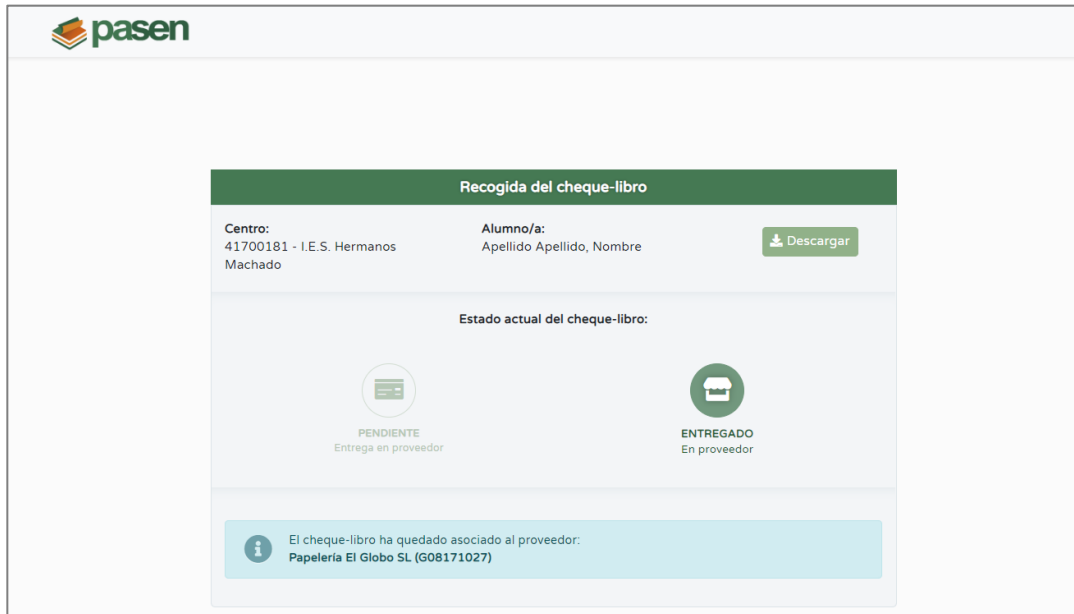 pasen
Recogida del cheque-libro
Centro:
41700181 - I.E.S. Hermanos
Machado
Alumno/a:
Apellido Apellido, Nombre
Descargar
Estado actual del cheque-libro:
PENDIENTE
Entrega en proveedor
ENTREGADO
En proveedor
El cheque-libro ha quedado asociado al proveedor:
Papelería El Globo SL (G08171027)